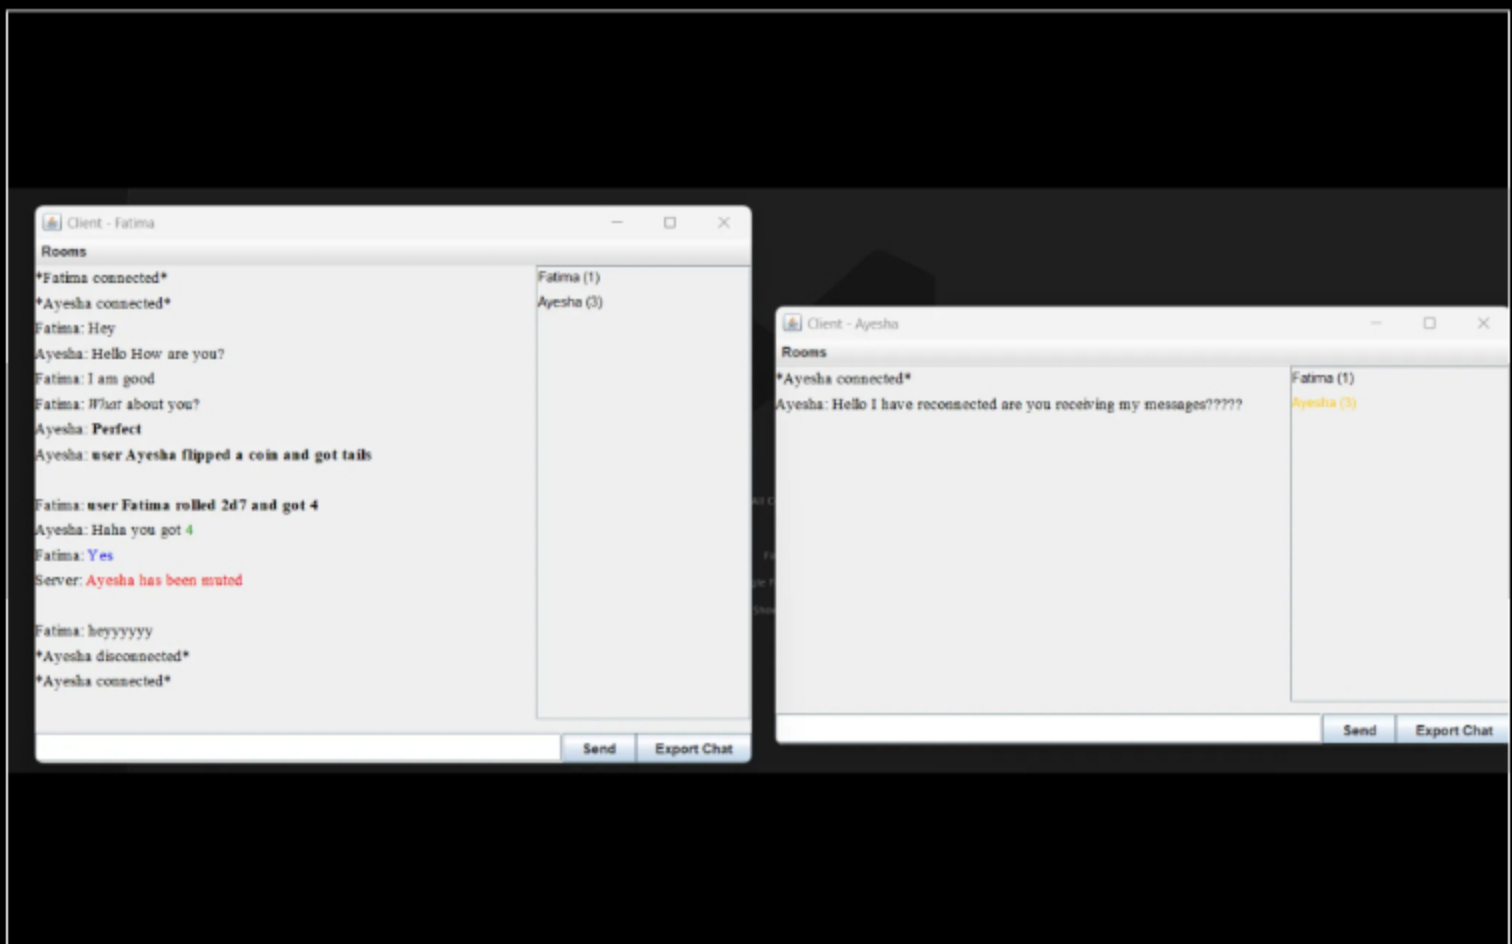 Client - Fatima
Rooms
*Fatima connected*
*Ayesha connected*
Fatima: Hey
Ayesha: Hello How are you?
Fatima: I am good
Fatima: What about you?
Ayesha: Perfect
Ayesha: user Ayesha flipped a coin and got tails
Fatima: user Fatima rolled 2d7 and got 4
Ayesha: Haha you got 4
Fatima: Yes
Server: Ayesha has been muted
Fatima: heyyyyyy
*Ayesha disconnected*
*Ayesha connected*
Fatima (1)
Ayesha (3)
Send
Export Chat
Client - Ayesha
Rooms
*Ayesha connected*
Ayesha: Hello I have reconnected are you receiving my messages?????
Fatima (1)
Ayesha (3)
Send
Export Chat